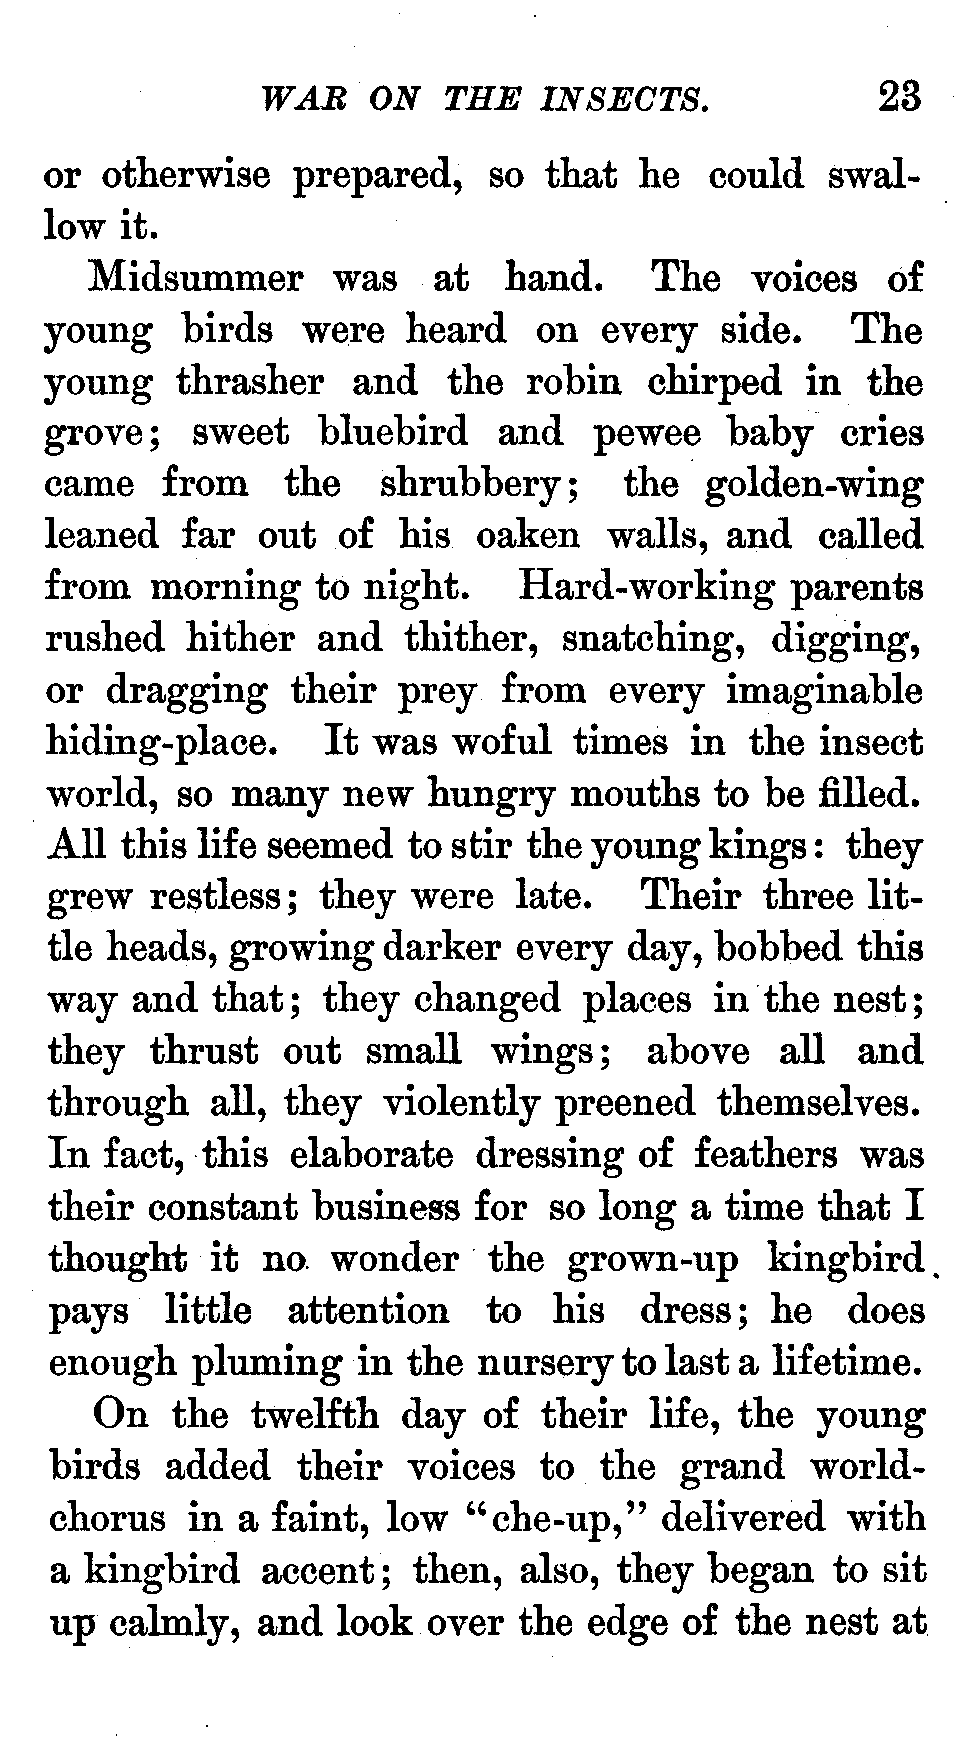 WAR ON THE INSECTS. 23
or otherwise prepared, so that he could swal-
low it.
Midsummer was at hand. The voices of
young birds were heard on every side. The
young thrasher and the robin chirped in the
grove; sweet bluebird and pewee baby cries
came from the shrubbery; the golden-wing
leaned far out of his oaken walls, and called
from morning to night. Hard-working parents
rushed hither and thither, snatching, digging,
or dragging their prey from every imaginable
hiding-place. It was woful times in the insect
world, so many new hungry mouths to be filled.
All this life seemed to stir the young kings: they
grew restless; they were late. Their three lit-
tle heads, growing darker every day, bobbed this
way and that; they changed places in the nest;
they thrust out small wings; above all and
through all, they violently preened themselves.
In fact, this elaborate dressing of feathers was
their constant business for so long a time that I
thought it no wonder the grown-up kingbird
pays little attention to his dress; he does
enough pluming in the nursery to last a lifetime.
On the twelfth day of their life, the young
birds added their voices to the grand world-
chorus in a faint, low "che-up," delivered with
a kingbird accent; then, also, they began to sit
up calmly, and look over the edge of the nest at